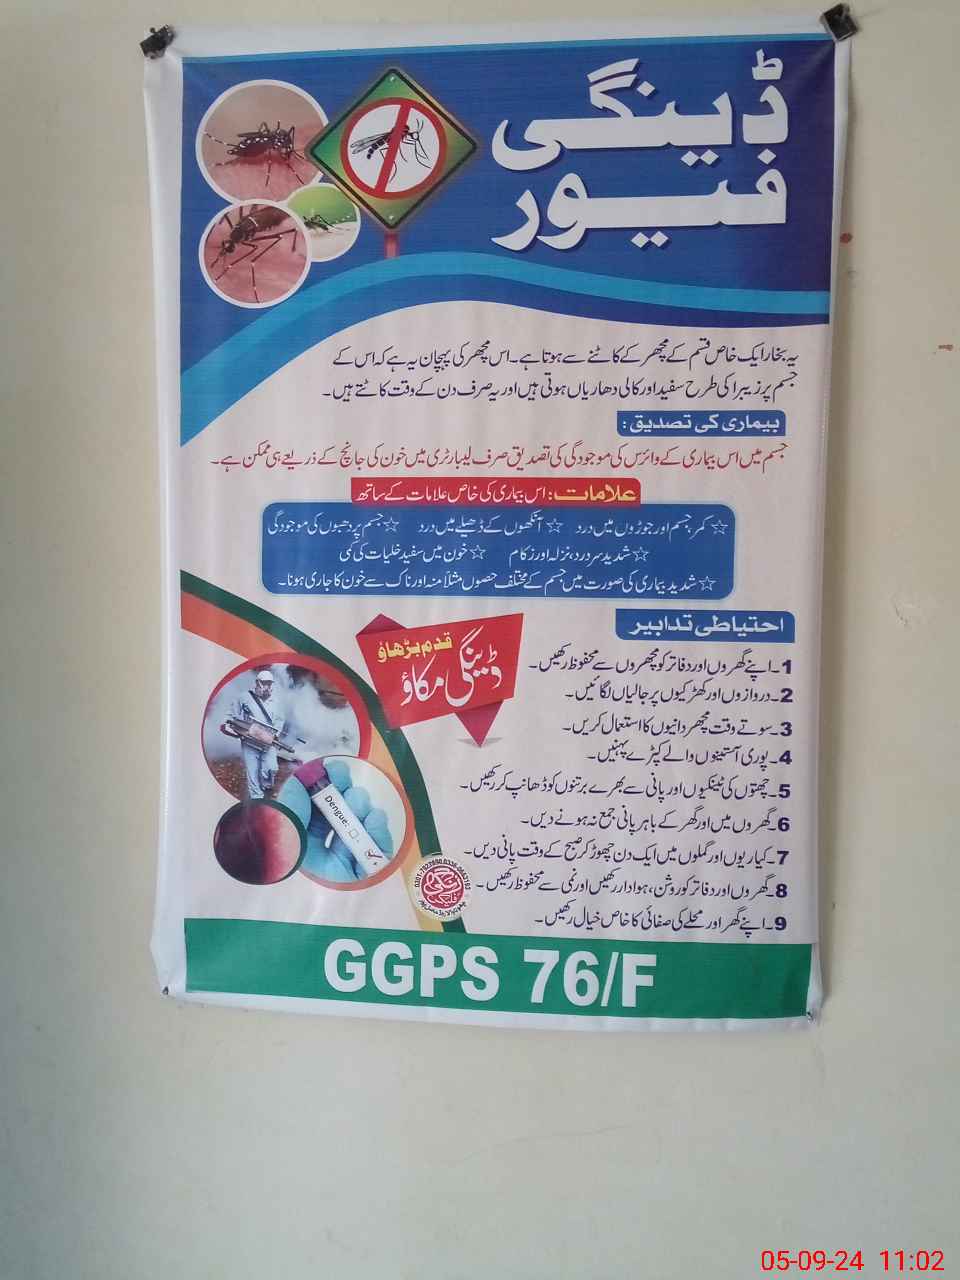 ڈینگی
فیور
یہ بخار ایک خاص قسم کے مچھر کے کاٹنے سے ہوتا ہے۔ اس مچھر کی پہچان یہ ہے کہ اس کے
جسم پر زیبرا کی طرح سفید اور کالی دھاریاں ہوتی ہیں اور یہ صرف دن کے وقت کاٹتے ہیں۔
بیماری کی تصدیق :
جسم میں اس بیماری کے وائرس کی موجودگی کی تصدیق صرف لیبارٹری میں خون کی جانچ کے ذریعے ہی ممکن ہے۔
علامات: اس بیماری کی خاص علامات کے ساتھ
☆ کمر، جسم اور جوڑوں میں درد ☆ آنکھوں کے ڈھیلے میں درد ☆ جسم پر دھبوں کی موجودگی
☆ شدید سر درد، نزلہ اور زکام ☆ خون میں سفید خلیات کی کمی
☆ شدید بیماری کی صورت میں جسم کے مختلف حصوں مثلاً منہ اور ناک سے خون کا جاری ہونا۔
احتیاطی تدابیر
1۔ اپنے گھروں اور دفاتر کو مچھروں سے محفوظ رکھیں۔
2۔ دروازوں اور کھڑکیوں پر جالیاں لگائیں۔
3۔ سوتے وقت مچھر دانیوں کا استعمال کریں۔
4۔ پوری آستینوں والے کپڑے پہنیں۔
5۔ چھتوں کی ٹینکیوں اور پانی سے بھرے برتنوں کو ڈھانپ کر رکھیں۔
6۔ گھروں میں اور گھر کے باہر پانی جمع نہ ہونے دیں۔
7۔ کیاریوں اور گملوں میں ایک دن چھوڑ کر صبح کے وقت پانی دیں۔
8۔ گھروں اور دفاتر کو روشن، ہوادار رکھیں اور نمی سے محفوظ رکھیں۔
9۔ اپنے گھر اور محلے کی صفائی کا خاص خیال رکھیں۔
قدم بڑھاؤ
ڈینگی مکاؤ
Dengue:
GGPS 76/F
05-09-24 11:02